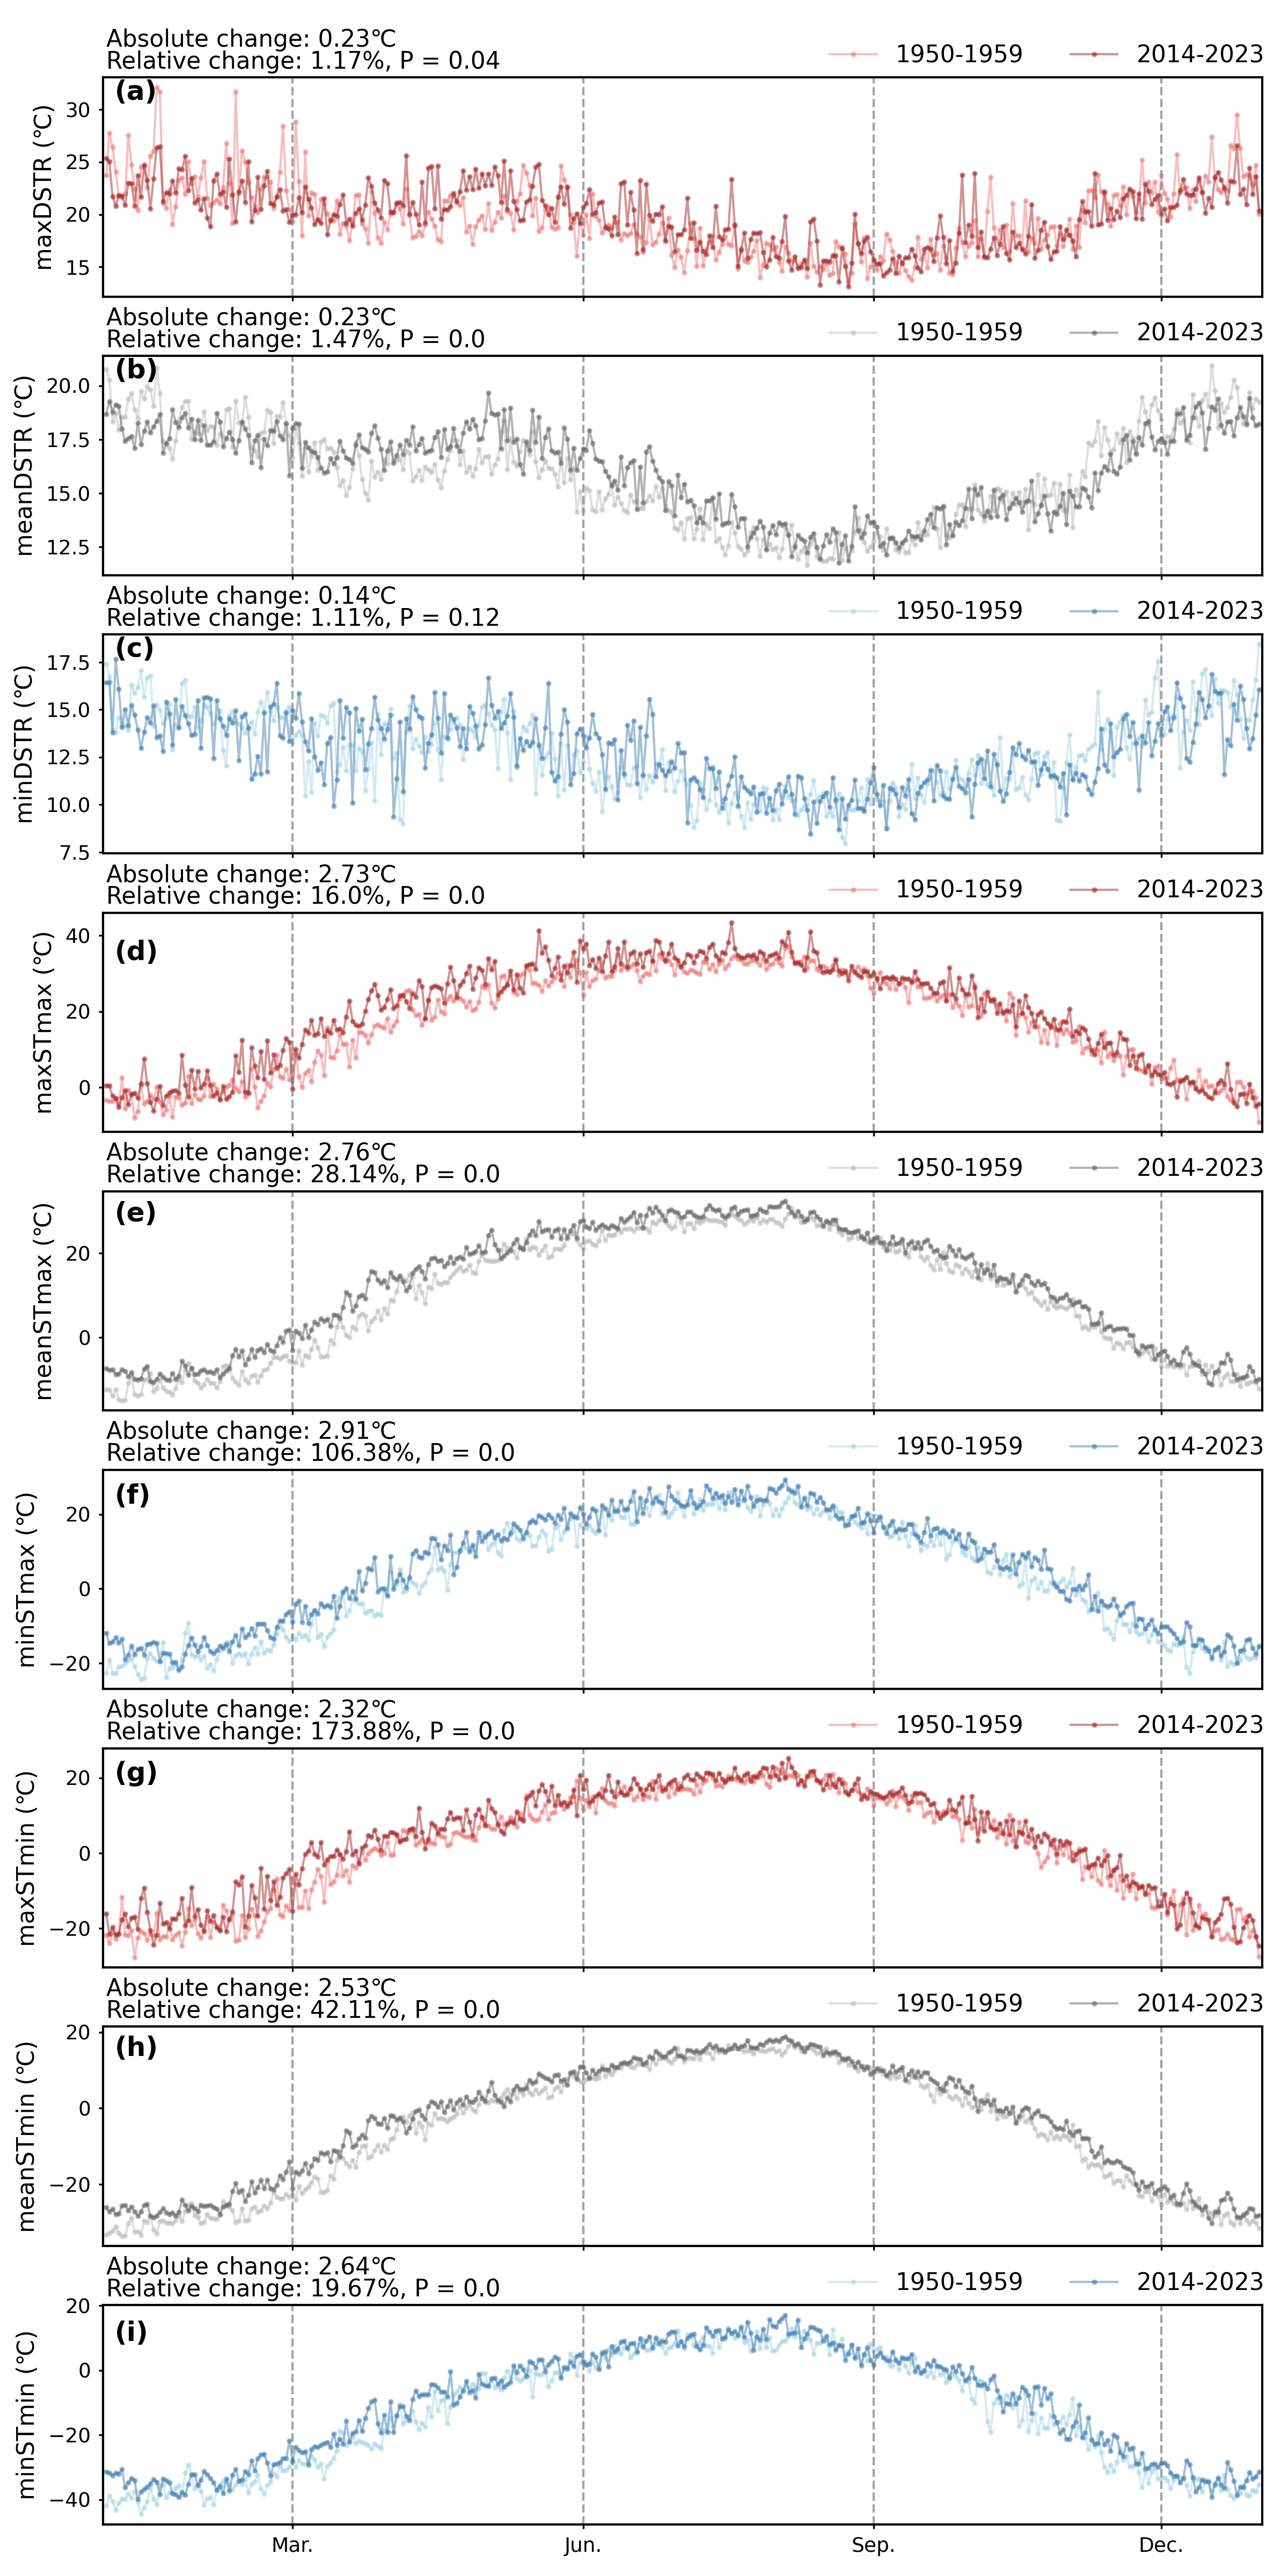 Absolute change: 0.23℃
Relative change: 1.17%, P = 0.04
1950-1959 2014-2023
(a)
maxDSTR (℃)
30
25
20
15
Absolute change: 0.23℃
Relative change: 1.47%, P = 0.0
1950-1959 2014-2023
(b)
meanDSTR (℃)
20.0
17.5
15.0
12.5
Absolute change: 0.14℃
Relative change: 1.11%, P = 0.12
1950-1959 2014-2023
(c)
minDSTR (℃)
17.5
15.0
12.5
10.0
7.5
Absolute change: 2.73℃
Relative change: 16.0%, P = 0.0
1950-1959 2014-2023
(d)
maxSTmax (℃)
40
20
0
Absolute change: 2.76℃
Relative change: 28.14%, P = 0.0
1950-1959 2014-2023
(e)
meanSTmax (℃)
20
0
Absolute change: 2.91℃
Relative change: 106.38%, P = 0.0
1950-1959 2014-2023
(f)
minSTmax (℃)
20
0
−20
Absolute change: 2.32℃
Relative change: 173.88%, P = 0.0
1950-1959 2014-2023
(g)
maxSTmin (℃)
20
0
−20
Absolute change: 2.53℃
Relative change: 42.11%, P = 0.0
1950-1959 2014-2023
(h)
meanSTmin (℃)
20
0
−20
Absolute change: 2.64℃
Relative change: 19.67%, P = 0.0
1950-1959 2014-2023
(i)
minSTmin (℃)
20
0
−20
−40
Mar. Jun. Sep. Dec.